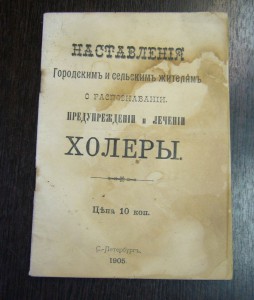 НАСТАВЛЕНІЯ
Городскимъ и сельскимъ жителямъ
О РАСПОЗНАВАНІИ,
ПРЕДУПРЕЖДЕНІИ и ЛЕЧЕНІИ
ХОЛЕРЫ.
Цѣна 10 коп.
С.-Петербургъ.
1905.